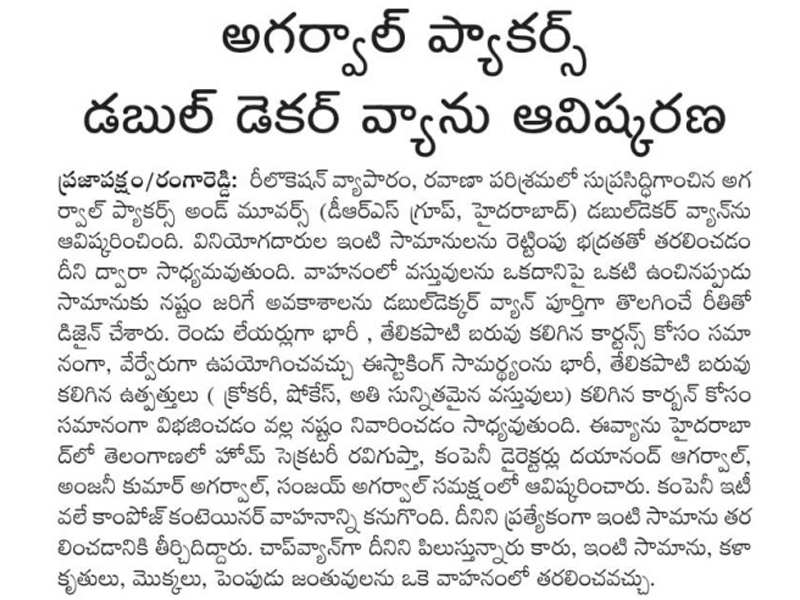 అగర్వాల్ ప్యాకర్స్
డబుల్ డెకర్ వ్యాను ఆవిష్కరణ
ప్రజాపక్షం/రంగారెడ్డి: రీలొకేషన్ వ్యాపారం, రవాణా పరిశ్రమలో సుప్రసిద్ధిగాంచిన అగ
ర్వాల్ ప్యాకర్స్ అండ్ మూవర్స్ (డీఆర్ఎస్ గ్రూప్, హైదరాబాద్) డబుల్‌డెకర్ వ్యాన్‌ను
ఆవిష్కరించింది. వినియోగదారుల ఇంటి సామానులను రెట్టింపు భద్రతతో తరలించడం
దీని ద్వారా సాధ్యమవుతుంది. వాహనంలో వస్తువులను ఒకదానిపై ఒకటి ఉంచినప్పుడు
సామానుకు నష్టం జరిగే అవకాశాలను డబుల్‌డెక్కర్ వ్యాన్ పూర్తిగా తొలగించే రీతితో
డిజైన్ చేశారు. రెండు లేయర్లుగా భారీ , తేలికపాటి బరువు కలిగిన కార్టన్స్ కోసం సమా
నంగా, వేర్వేరుగా ఉపయోగించవచ్చు ఈస్టాకింగ్ సామర్థ్యంను భారీ, తేలికపాటి బరువు
కలిగిన ఉత్పత్తులు ( క్రోకరీ, షోకేస్, అతి సున్నితమైన వస్తువులు) కలిగిన కార్బన్ కోసం
సమానంగా విభజించడం వల్ల నష్టం నివారించడం సాధ్యవుతుంది. ఈవ్యాను హైదరాబా
ద్‌లో తెలంగాణలో హోమ్ సెక్రటరీ రవిగుప్తా, కంపెనీ డైరెక్టర్లు దయానంద్ ఆగర్వాల్,
అంజనీ కుమార్ అగర్వాల్, సంజయ్ అగర్వాల్ సమక్షంలో ఆవిష్కరించారు. కంపెనీ ఇటీ
వలే కాంపోజ్ కంటెయినర్ వాహనాన్ని కనుగొంది. దీనిని ప్రత్యేకంగా ఇంటి సామాను తర
లించడానికి తీర్చిదిద్దారు. చాప్‌వ్యాన్‌గా దీనిని పిలుస్తున్నారు కారు, ఇంటి సామాను, కళా
కృతులు, మొక్కలు, పెంపుడు జంతువులను ఒకె వాహనంలో తరలించవచ్చు.